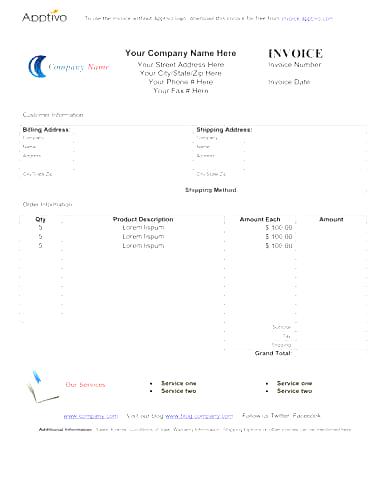 Apptivo
To use the invoice without Apptivo logo, download this invoice for free from invoice.apptivo.com
Your Company Name Here
INVOICE
Company Name
Your Street Address Here
Invoice Number
Your City/State/Zip Here
Your Phone # Here
Invoice Date
Your Fax # Here
Customer Information
Billing Address:
Shipping Address:
Company
Company
Name
Name
Address
Address
City/State/Zip
City/State/Zip
Shipping Method
Order Information
Qty Product Description Amount Each Amount
5 Lorem Ispum $ 100.00
5 Lorem Ispum $ 100.00
5 Lorem Ispum $ 100.00
Subtotal
Tax
Shipping
Grand Total:
Our Services
Service one
Service one
Service two
Service two
www.company.com Visit our blog www.blog.company.com Follow us Twitter Facebook
Additional Information: